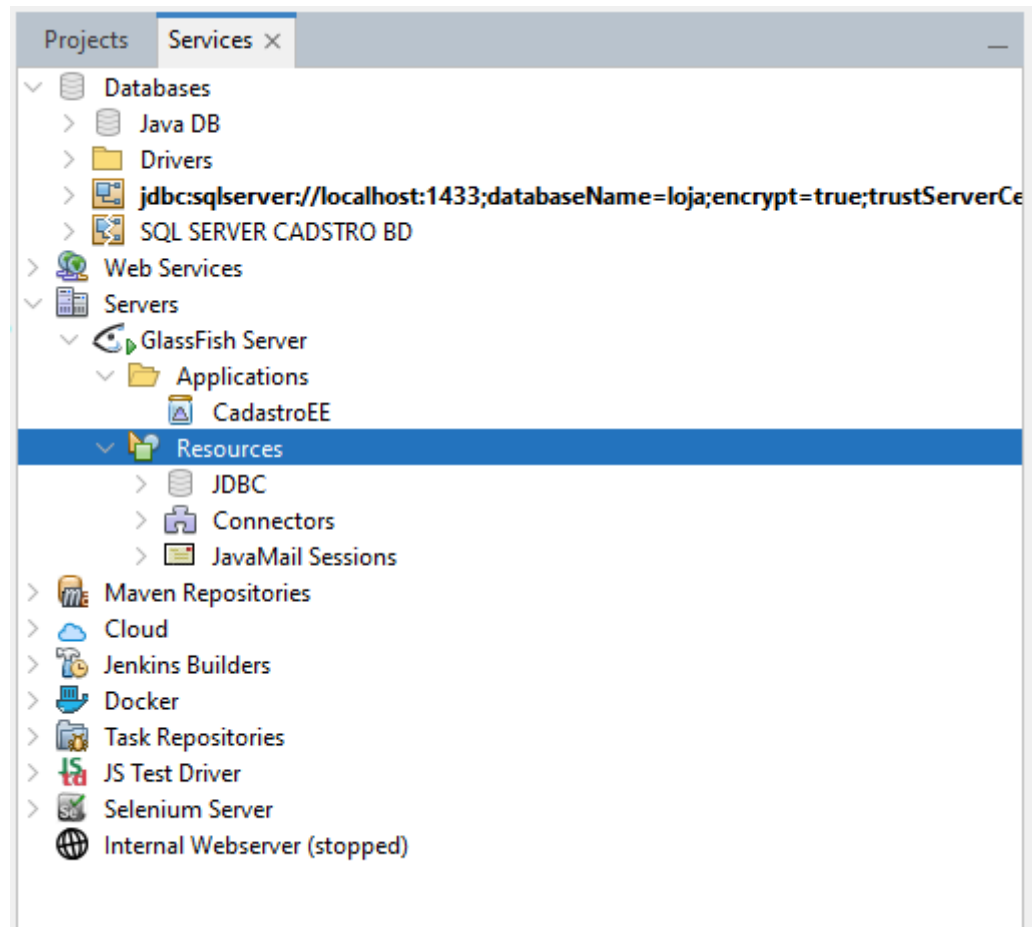 Projects Services
Databases
Java DB
Drivers
jdbc:sqlserver://localhost:1433;databaseName=loja;encrypt=true;trustServerCe
SQL SERVER CADSTRO BD
Web Services
Servers
GlassFish Server
Applications
CadastroEE
Resources
JDBC
Connectors
JavaMail Sessions
Maven Repositories
Cloud
Jenkins Builders
Docker
Task Repositories
JS Test Driver
Selenium Server
Internal Webserver (stopped)